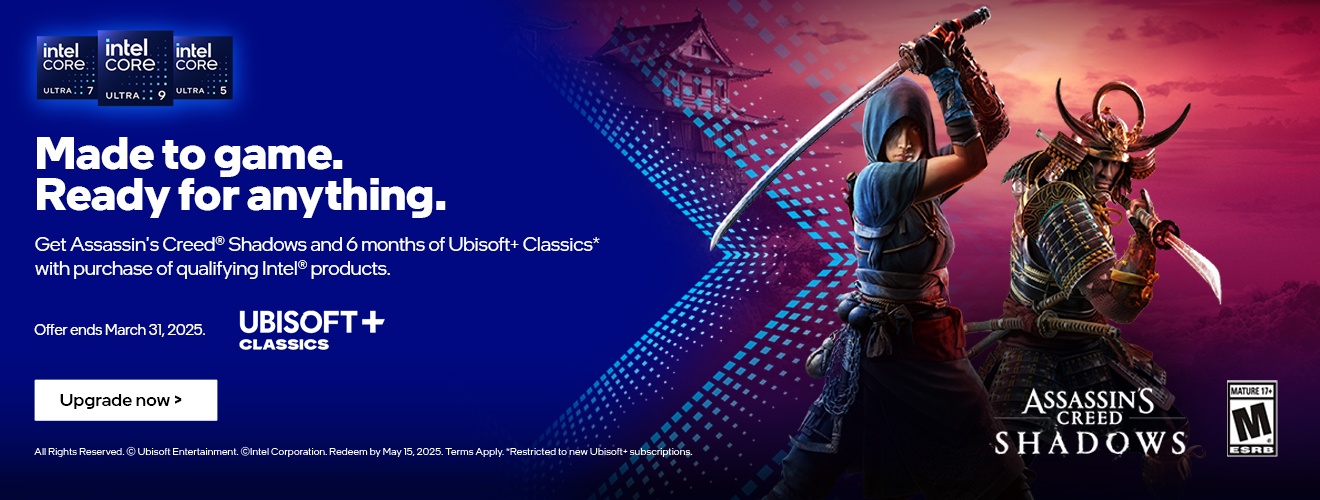 intel
CORE
ULTRA 7
intel
CORE
ULTRA 9
intel
CORE
ULTRA 5
Made to game.
Ready for anything.
Get Assassin's Creed® Shadows and 6 months of Ubisoft+ Classics*
with purchase of qualifying Intel® products.
Offer ends March 31, 2025.
UBISOFT+
CLASSICS
Upgrade now >
All Rights Reserved. © Ubisoft Entertainment. ©Intel Corporation. Redeem by May 15, 2025. Terms Apply. *Restricted to new Ubisoft+ subscriptions.
ASSASSIN'S
CREED
SHADOWS
MATURE 17+
M
ESRB